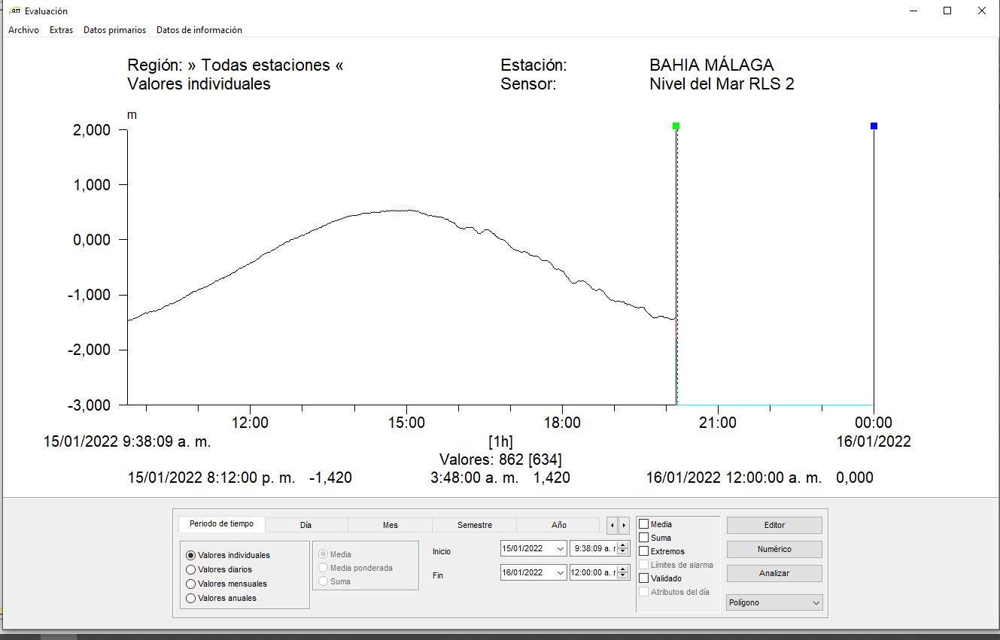 OTT Evaluación
Archivo Extras Datos primarios Datos de información
Región: » Todas estaciones « Estación: BAHIA MÁLAGA
Valores individuales Sensor: Nivel del Mar RLS 2
m
2,000
1,000
0,000
-1,000
-2,000
-3,000
12:00 15:00 18:00 21:00 00:00
15/01/2022 9:38:09 a. m. [1h] 16/01/2022
Valores: 862 [634]
15/01/2022 8:12:00 p. m. -1,420 3:48:00 a. m. 1,420 16/01/2022 12:00:00 a. m. 0,000
Periodo de tiempo Día Mes Semestre Año
Valores individuales
Valores diarios
Valores mensuales
Valores anuales
Media
Media ponderada
Suma
Inicio 15/01/2022 9:38:09 a.
Fin 16/01/2022 12:00:00 a.
Media
Suma
Extremos
Límites de alarma
Validado
Atributos del día
Editor
Numérico
Analizar
Polígono